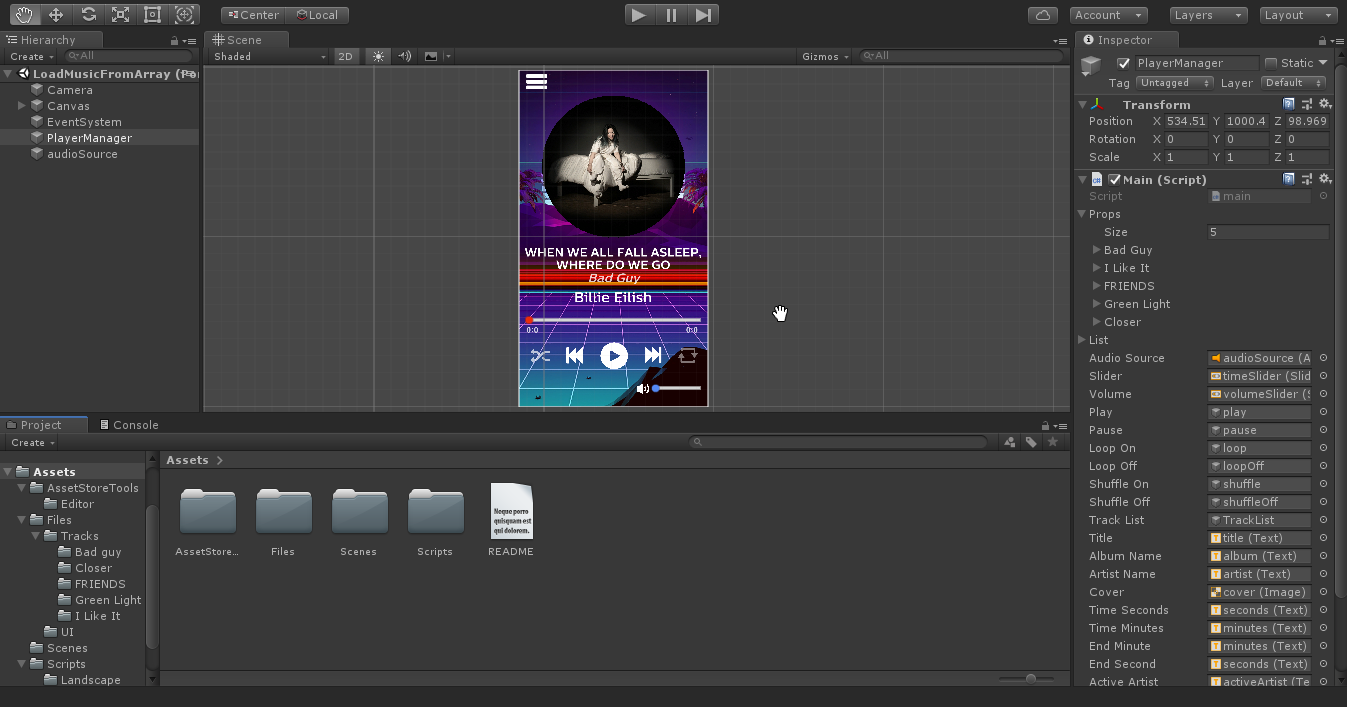 Center Local Account Layers Layout
Hierarchy
Create All
LoadMusicFromArray
Camera
Canvas
EventSystem
PlayerManager
audioSource
Scene
Shaded 2D Gizmos All
WHEN WE ALL FALL ASLEEP,
WHERE DO WE GO
Bad Guy
Billie Eilish
0:0 0:0
Project Console
Create
Assets
AssetStoreTools
Editor
Files
Tracks
Bad guy
Closer
FRIENDS
Green Light
I Like It
UI
Scenes
Scripts
Landscape
Assets
Neque porro
quisquam est
qui dolorem.
AssetStore... Files Scenes Scripts README
Inspector
PlayerManager Static
Tag Untagged Layer Default
Transform
Position X 534.51 Y 1000.4 Z 98.969
Rotation X 0 Y 0 Z 0
Scale X 1 Y 1 Z 1
Main (Script)
Script main
Props
Size 5
Bad Guy
I Like It
FRIENDS
Green Light
Closer
List
Audio Source audioSource (A
Slider timeSlider (Slid
Volume volumeSlider (S
Play play
Pause pause
Loop On loop
Loop Off loopOff
Shuffle On shuffle
Shuffle Off shuffleOff
Track List TrackList
Title title (Text)
Album Name album (Text)
Artist Name artist (Text)
Cover cover (Image)
Time Seconds seconds (Text)
Time Minutes minutes (Text)
End Minute minutes (Text)
End Second seconds (Text)
Active Artist activeArtist (Te